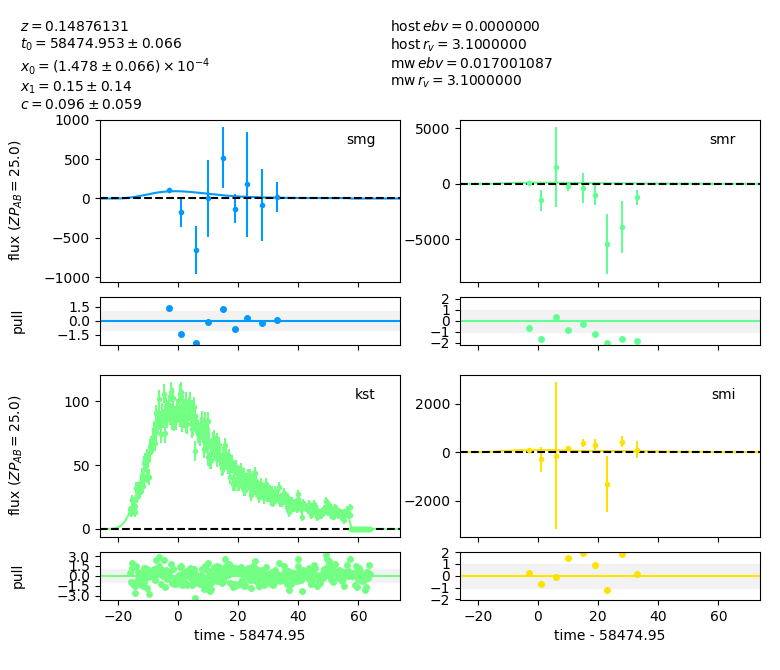 z = 0.14876131
t0 = 58474.953 ± 0.066
x0 = (1.478 ± 0.066) × 10^−4
x1 = 0.15 ± 0.14
c = 0.096 ± 0.059
host ebv = 0.0000000
host r_v = 3.1000000
mw ebv = 0.017001087
mw r_v = 3.1000000
flux (ZP_AB = 25.0)
1000
500
0
−500
−1000
smg
5000
0
−5000
smr
pull
1.5
0.0
−1.5
2
1
0
−1
−2
flux (ZP_AB = 25.0)
100
50
0
kst
2000
0
−2000
smi
pull
3.0
1.5
0.0
−1.5
−3.0
2
1
0
−1
−2
−20 0 20 40 60
−20 0 20 40 60
time - 58474.95
time - 58474.95